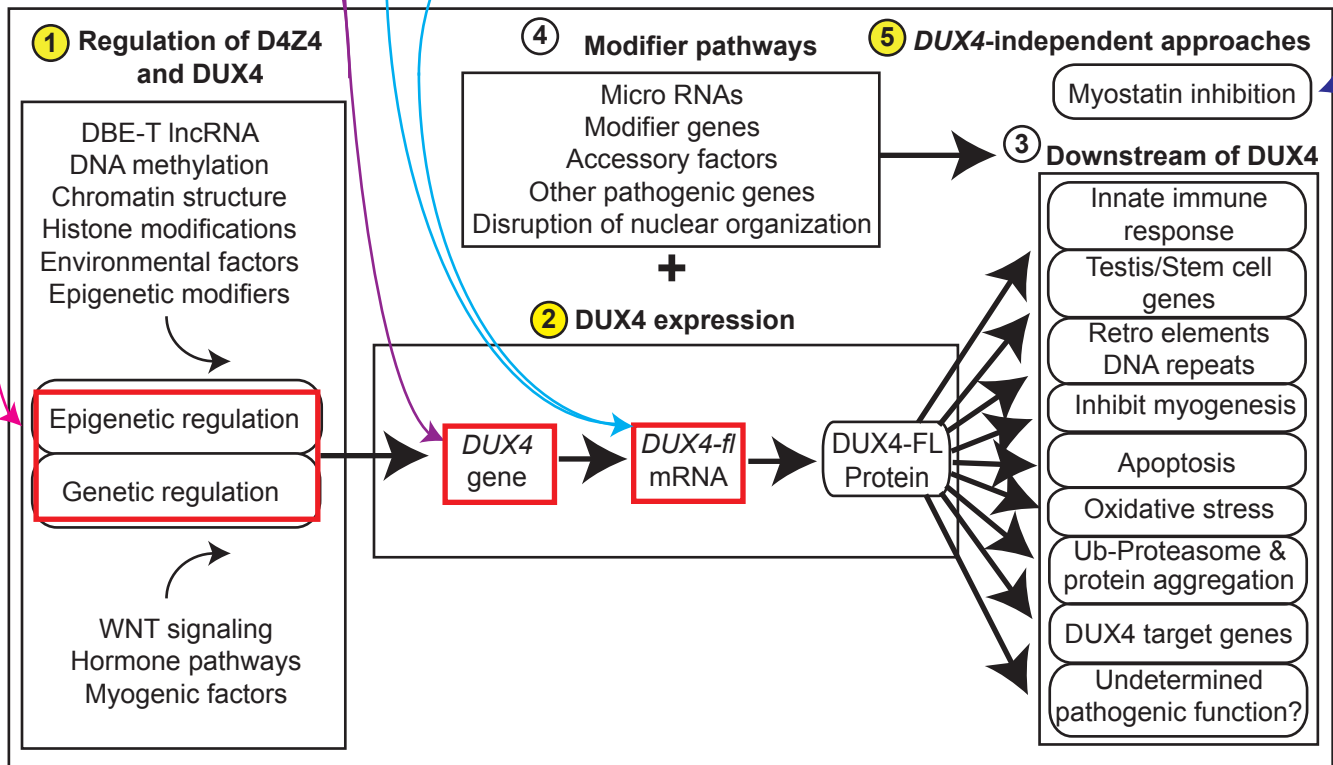 1 Regulation of D4Z4
and DUX4
DBE-T lncRNA
DNA methylation
Chromatin structure
Histone modifications
Environmental factors
Epigenetic modifiers
Epigenetic regulation
Genetic regulation
WNT signaling
Hormone pathways
Myogenic factors
4 Modifier pathways
Micro RNAs
Modifier genes
Accessory factors
Other pathogenic genes
Disruption of nuclear organization
+
2 DUX4 expression
DUX4
gene
DUX4-fl
mRNA
DUX4-FL
Protein
5 DUX4-independent approaches
Myostatin inhibition
3 Downstream of DUX4
Innate immune
response
Testis/Stem cell
genes
Retro elements
DNA repeats
Inhibit myogenesis
Apoptosis
Oxidative stress
Ub-Proteasome &
protein aggregation
DUX4 target genes
Undetermined
pathogenic function?